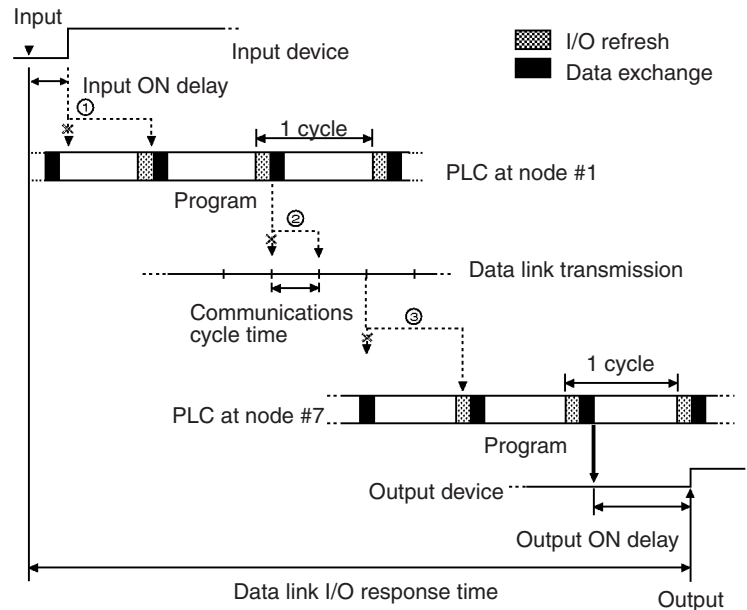 Input
I/O refresh
Input device
Data exchange
Input ON delay
①
1 cycle
PLC at node #1
Program
②
Data link transmission
Communications
cycle time
③
1 cycle
PLC at node #7
Program
Output device
Output ON delay
Data link I/O response time
Output